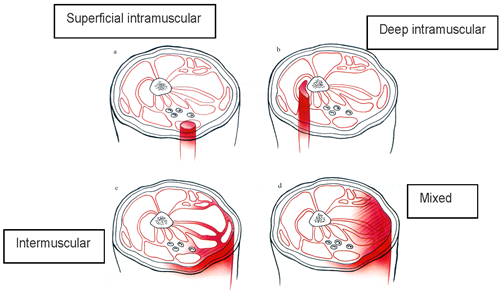 Superficial intramuscular
a
b
Deep intramuscular
c
d
Mixed
Intermuscular